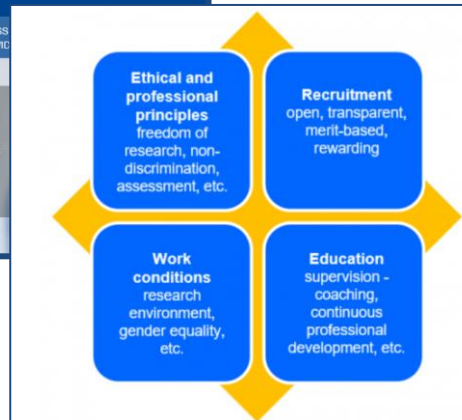 Ethical and
professional
principles
freedom of
research, non-
discrimination,
assessment, etc.
Recruitment
open, transparent,
merit-based,
rewarding
Work
conditions
research
environment,
gender equality,
etc.
Education
supervision -
coaching,
continuous
professional
development, etc.